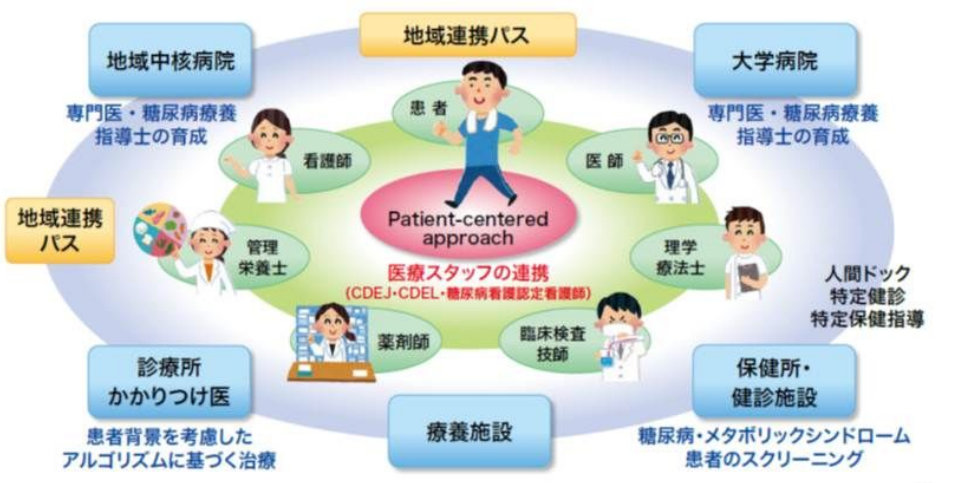 地域連携パス
地域中核病院
専門医・糖尿病療養
指導士の育成
大学病院
専門医・糖尿病療養
指導士の育成
患者
看護師
医師
地域連携
パス
Patient-centered
approach
管理
栄養士
理学
療法士
医療スタッフの連携
(CDEJ・CDEL・糖尿病看護認定看護師)
人間ドック
特定健診
特定保健指導
薬剤師
臨床検査
技師
診療所
かかりつけ医
患者背景を考慮した
アルゴリズムに基づく治療
療養施設
保健所・
健診施設
糖尿病・メタボリックシンドローム
患者のスクリーニング